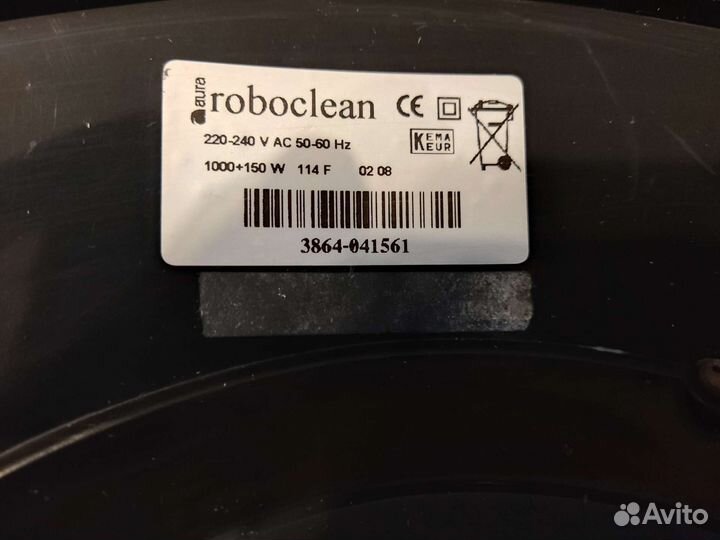 aura roboclean CE
220-240 V AC 50-60 Hz KEMA KEUR
1000+150 W 114 F 02 08
3864-041561
Avito